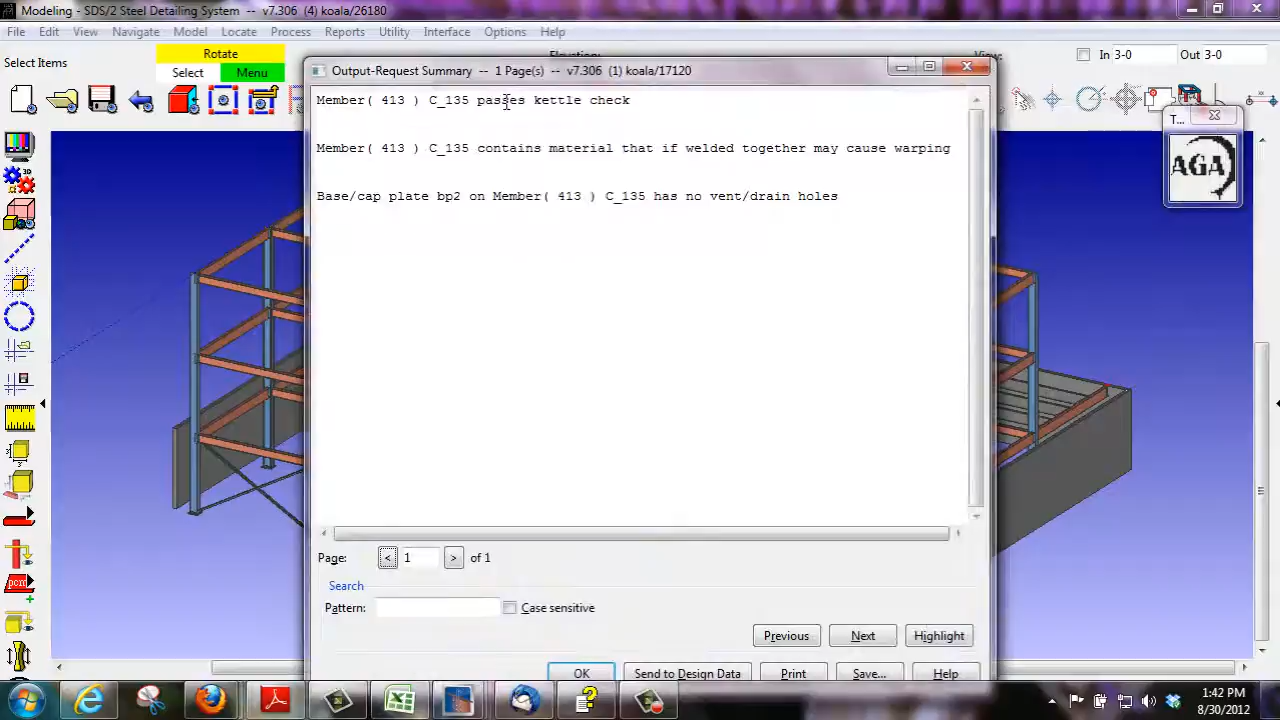 Modeling - SDS/2 Steel Detailing System -- v7.306 (4) koala/26180
File Edit View Navigate Model Locate Process Reports Utility Interface Options Help
Select Items
Rotate
Select Menu
Elevation:
View:
In 3-0 Out 3-0
Output-Request Summary -- 1 Page(s) -- v7.306 (1) koala/17120
Member( 413 ) C_135 passes kettle check
Member( 413 ) C_135 contains material that if welded together may cause warping
Base/cap plate bp2 on Member( 413 ) C_135 has no vent/drain holes
T...
AGA
pcm
Page: < 1 > of 1
Search
Pattern: Case sensitive
Previous Next Highlight
OK Send to Design Data Print Save... Help
1:42 PM
8/30/2012